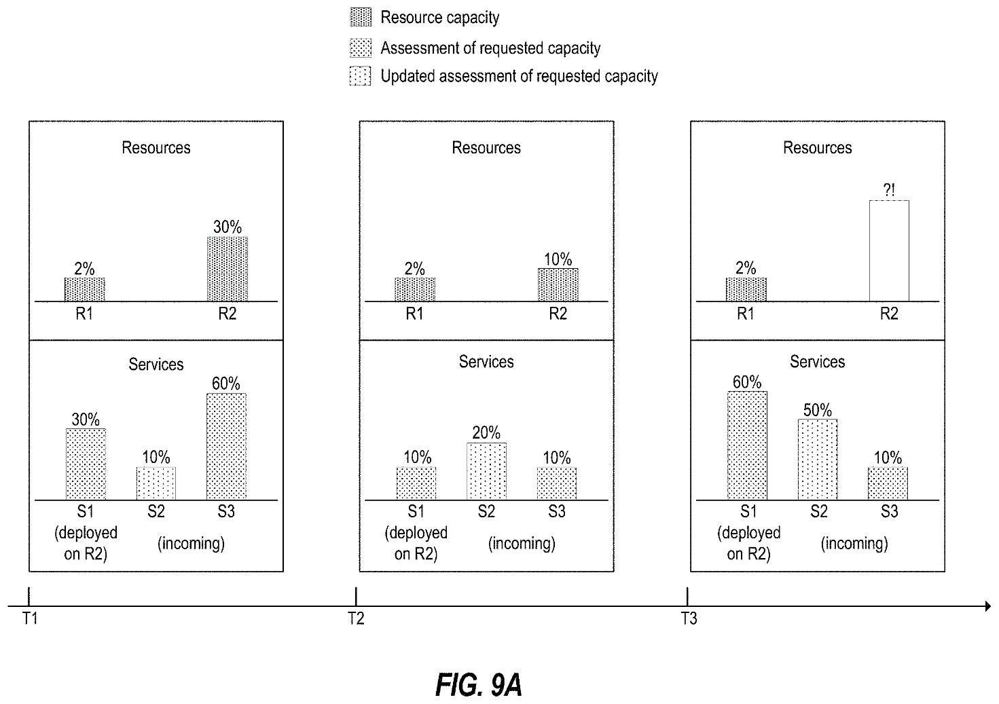 Resource capacity
Assessment of requested capacity
Updated assessment of requested capacity
Resources
2%
30%
R1 R2
Services
30%
10%
60%
S1 S2 S3
(deployed
on R2)
(incoming)
Resources
2%
10%
R1 R2
Services
10%
20%
10%
S1 S2 S3
(deployed
on R2)
(incoming)
Resources
2%
?!
R1 R2
Services
60%
50%
10%
S1 S2 S3
(deployed
on R2)
(incoming)
T1 T2 T3
FIG. 9A